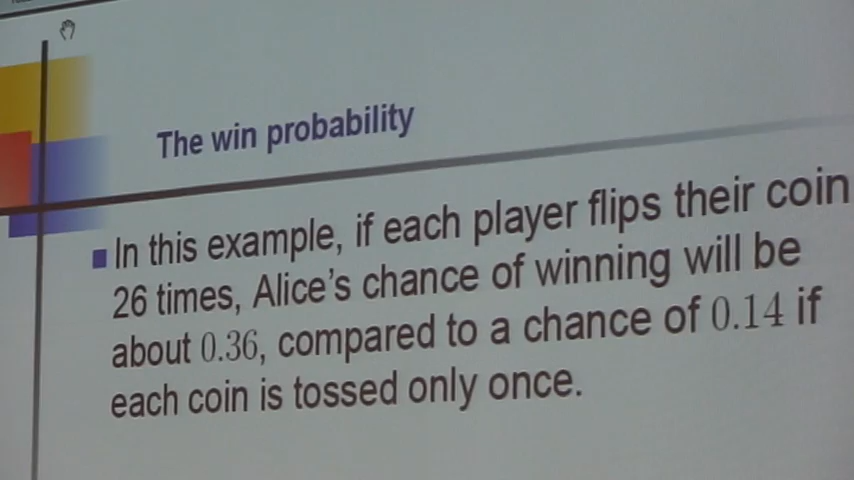 The win probability
In this example, if each player flips their coin
26 times, Alice's chance of winning will be
about 0.36, compared to a chance of 0.14 if
each coin is tossed only once.